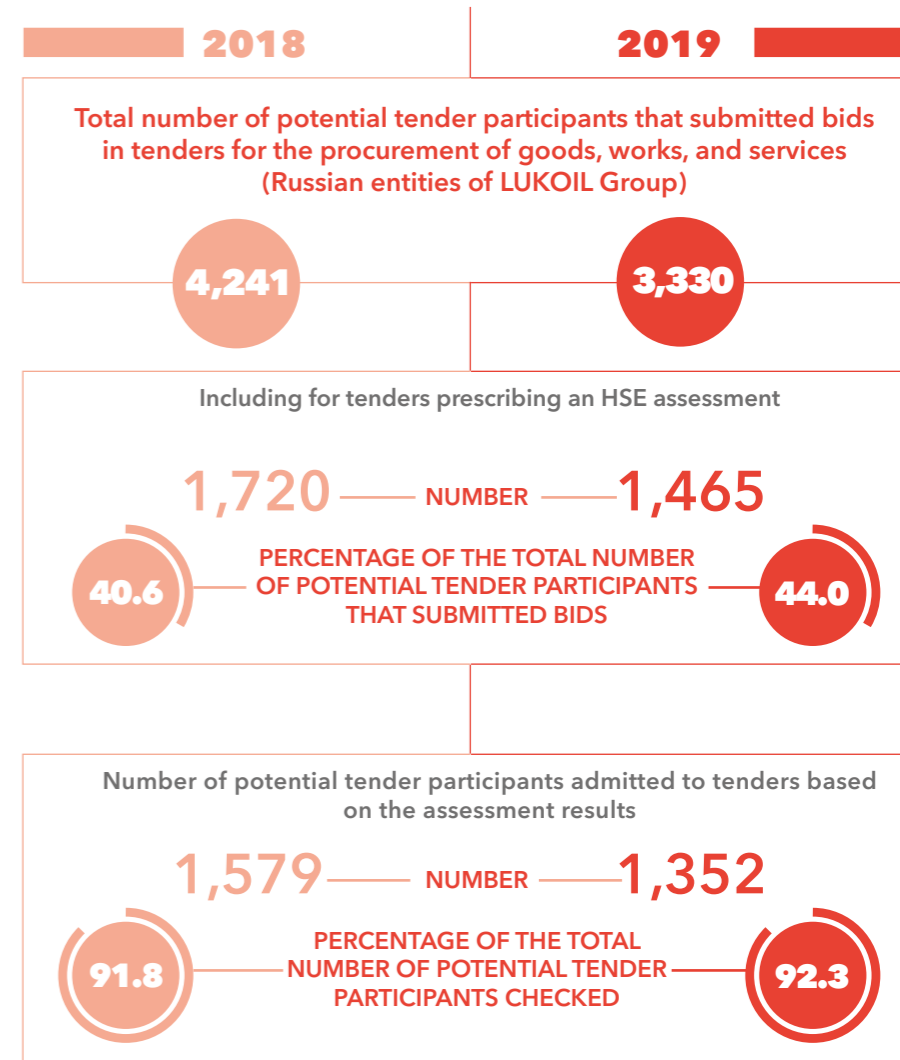 2018 2019
Total number of potential tender participants that submitted bids
in tenders for the procurement of goods, works, and services
(Russian entities of LUKOIL Group)
4,241 3,330
Including for tenders prescribing an HSE assessment
1,720 NUMBER 1,465
PERCENTAGE OF THE TOTAL NUMBER
40.6 OF POTENTIAL TENDER PARTICIPANTS 44.0
THAT SUBMITTED BIDS
Number of potential tender participants admitted to tenders based
on the assessment results
1,579 NUMBER 1,352
PERCENTAGE OF THE TOTAL
91.8 NUMBER OF POTENTIAL TENDER 92.3
PARTICIPANTS CHECKED